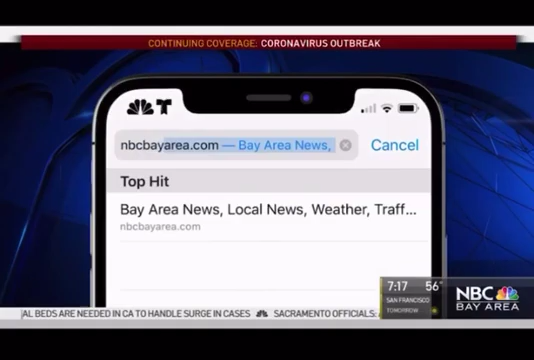 CONTINUING COVERAGE: CORONAVIRUS OUTBREAK
T
nbcbayarea.com — Bay Area News,
Cancel
Top Hit
Bay Area News, Local News, Weather, Traff...
nbcbayarea.com
7:17 56°
SAN FRANCISCO
TOMORROW
NBC
BAY AREA
AL BEDS ARE NEEDED IN CA TO HANDLE SURGE IN CASES SACRAMENTO OFFICIALS: